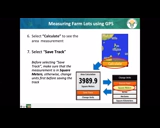 Measuring Farm Lots using GPS
6. Select "Calculate" to see the
area measurement
7. Select "Save Track"
Before selecting "Save
Track", make sure that the
measurement is in Square
Meters; otherwise, change
units first before saving the
track
3989.9